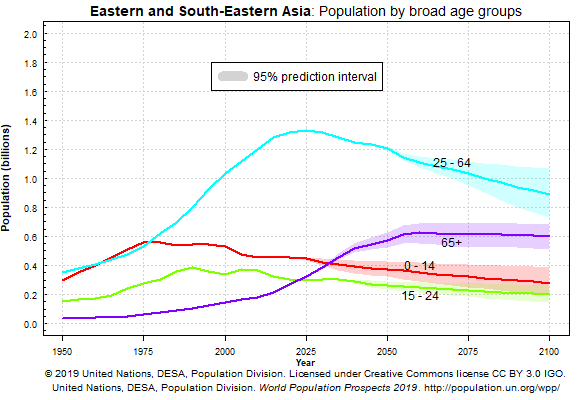 Eastern and South-Eastern Asia: Population by broad age groups
2.0
1.8
1.6
1.4
1.2
1.0
0.8
0.6
0.4
0.2
0.0
Population (billions)
95% prediction interval
25 - 64
65+
0 - 14
15 - 24
1950 1975 2000 2025 2050 2075 2100
Year
© 2019 United Nations, DESA, Population Division. Licensed under Creative Commons license CC BY 3.0 IGO.
United Nations, DESA, Population Division. World Population Prospects 2019. http://population.un.org/wpp/